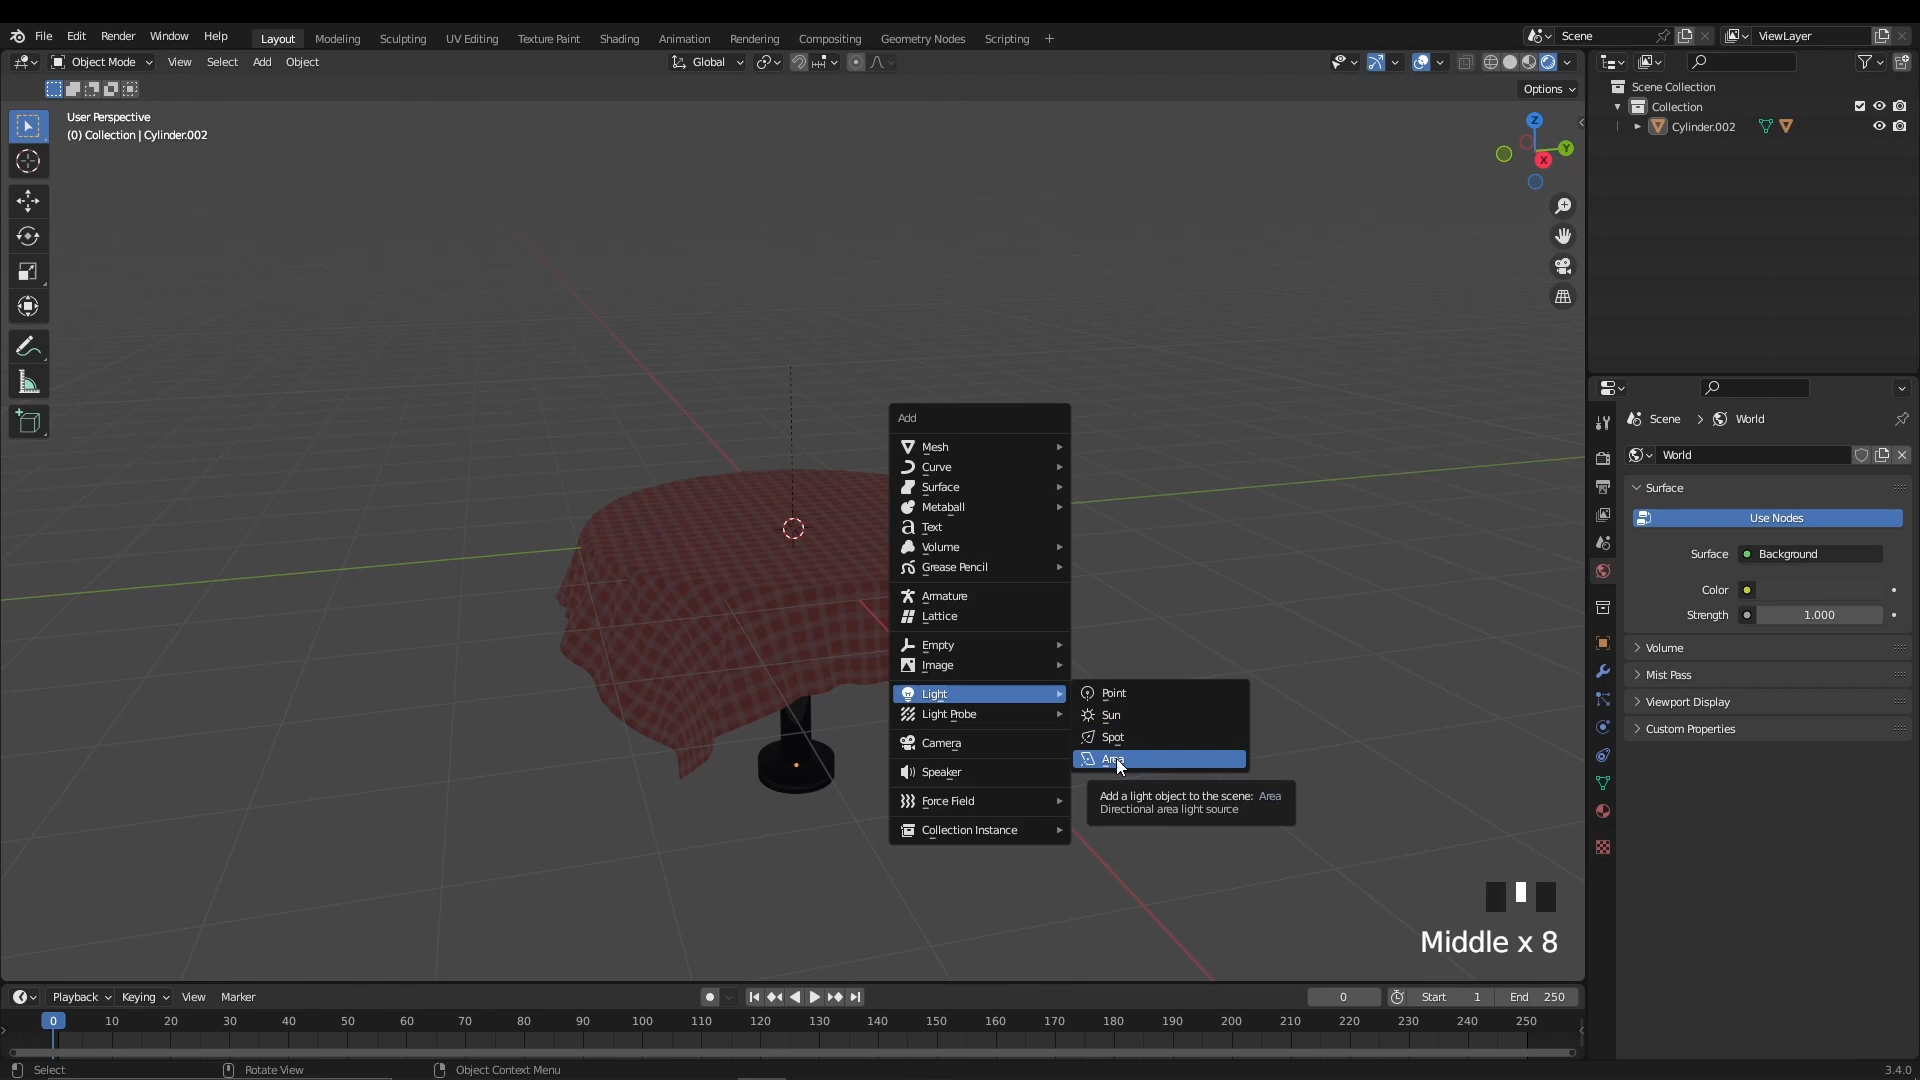 File Edit Render Window Help Layout Modeling Sculpting UV Editing Texture Paint Shading Animation Rendering Compositing Geometry Nodes Scripting + Scene ViewLayer
Object Mode View Select Add Object Global
Options
User Perspective
(0) Collection | Cylinder.002
Z
Y
X
Scene Collection
Collection
Cylinder.002
Add
Mesh
Curve
Surface
Metaball
Text
Volume
Grease Pencil
Armature
Lattice
Empty
Image
Light
Light Probe
Camera
Speaker
Force Field
Collection Instance
Point
Sun
Spot
Area
Add a light object to the scene: Area
Directional area light source
Scene > World
World
Surface
Use Nodes
Surface Background
Color
Strength 1.000
Volume
Mist Pass
Viewport Display
Custom Properties
Middle x 8
Playback Keying View Marker 0 Start 1 End 250
0 10 20 30 40 50 60 70 80 90 100 110 120 130 140 150 160 170 180 190 200 210 220 230 240 250
Select Rotate View Object Context Menu 3.4.0